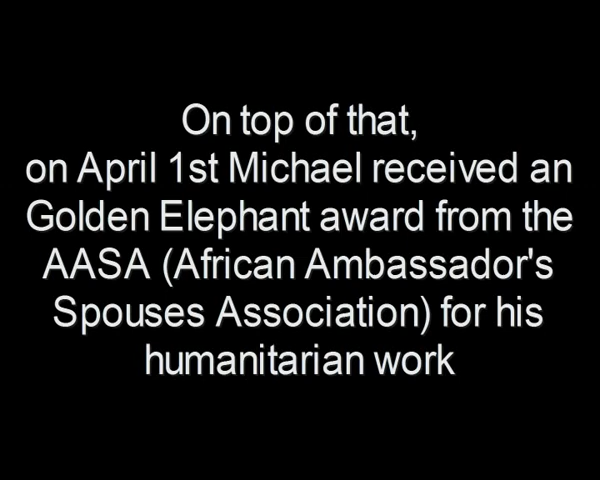 On top of that,
on April 1st Michael received an
Golden Elephant award from the
AASA (African Ambassador's
Spouses Association) for his
humanitarian work